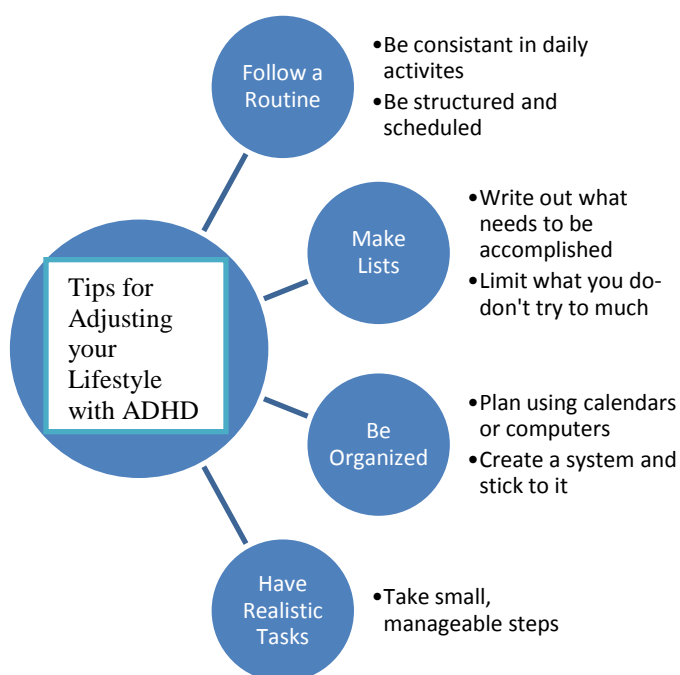 Follow a
Routine
•Be consistant in daily
activites
•Be structured and
scheduled
Make
Lists
•Write out what
needs to be
accomplished
•Limit what you do-
don't try to much
Tips for
Adjusting
your
Lifestyle
with ADHD
Be
Organized
•Plan using calendars
or computers
•Create a system and
stick to it
Have
Realistic
Tasks
•Take small,
manageable steps